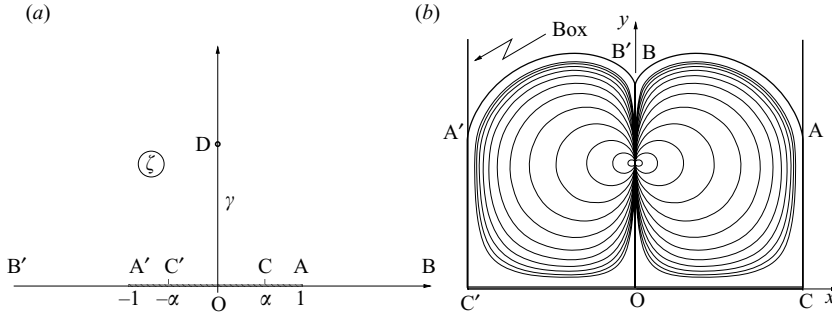 (a)
D
ζ
γ
B′ A′ C′ C A B
−1 −α O α 1
(b)
Box
y
B′ B
A′ A
C′ O C x